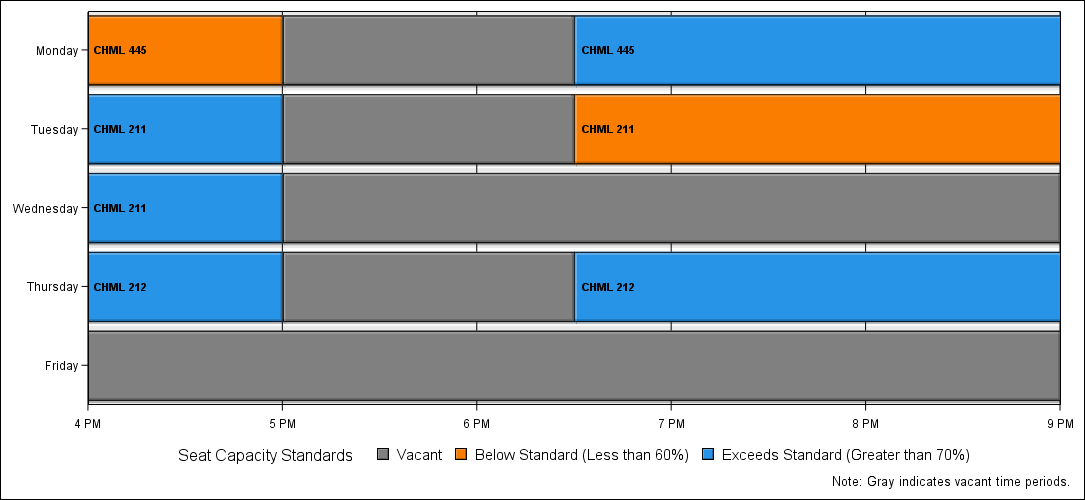 Monday
CHML 445
CHML 445
Tuesday
CHML 211
CHML 211
Wednesday
CHML 211
Thursday
CHML 212
CHML 212
Friday
4 PM 5 PM 6 PM 7 PM 8 PM 9 PM
Seat Capacity Standards Vacant Below Standard (Less than 60%) Exceeds Standard (Greater than 70%)
Note: Gray indicates vacant time periods.